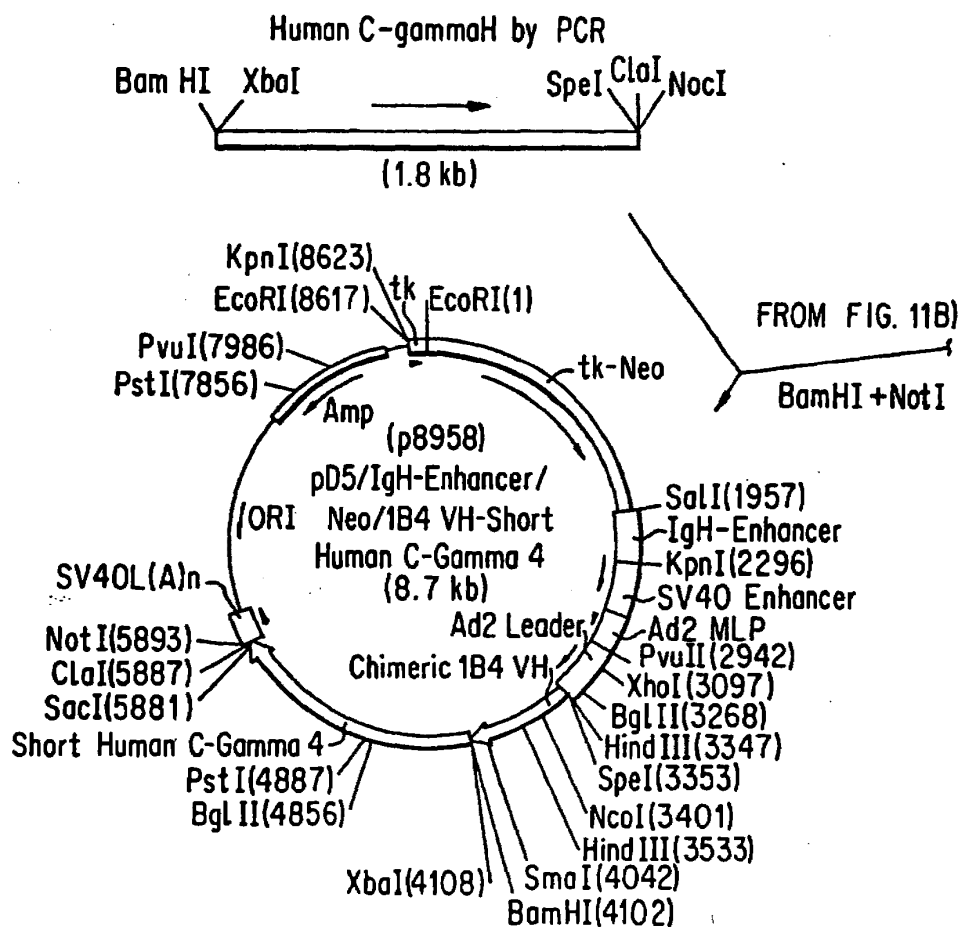 Human C-gammaH by PCR
Bam HI
XbaI
SpeI
ClaI
NocI
(1.8 kb)
KpnI(8623)
EcoRI(8617)
tk
EcoRI(1)
PvuI(7986)
PstI(7856)
Amp
tk-Neo
FROM FIG. 11B)
BamHI+NotI
(p8958)
pD5/IgH-Enhancer/
Neo/1B4 VH-Short
Human C-Gamma 4
(8.7 kb)
ORI
SalI(1957)
IgH-Enhancer
KpnI(2296)
SV40 Enhancer
Ad2 MLP
Ad2 Leader
PvuII(2942)
Chimeric 1B4 VH
XhoI(3097)
BglII(3268)
HindIII(3347)
SpeI(3353)
NcoI(3401)
HindIII(3533)
SmaI(4042)
BamHI(4102)
XbaI(4108)
SV40L(A)n
NotI(5893)
ClaI(5887)
SacI(5881)
Short Human C-Gamma 4
PstI(4887)
BglII(4856)